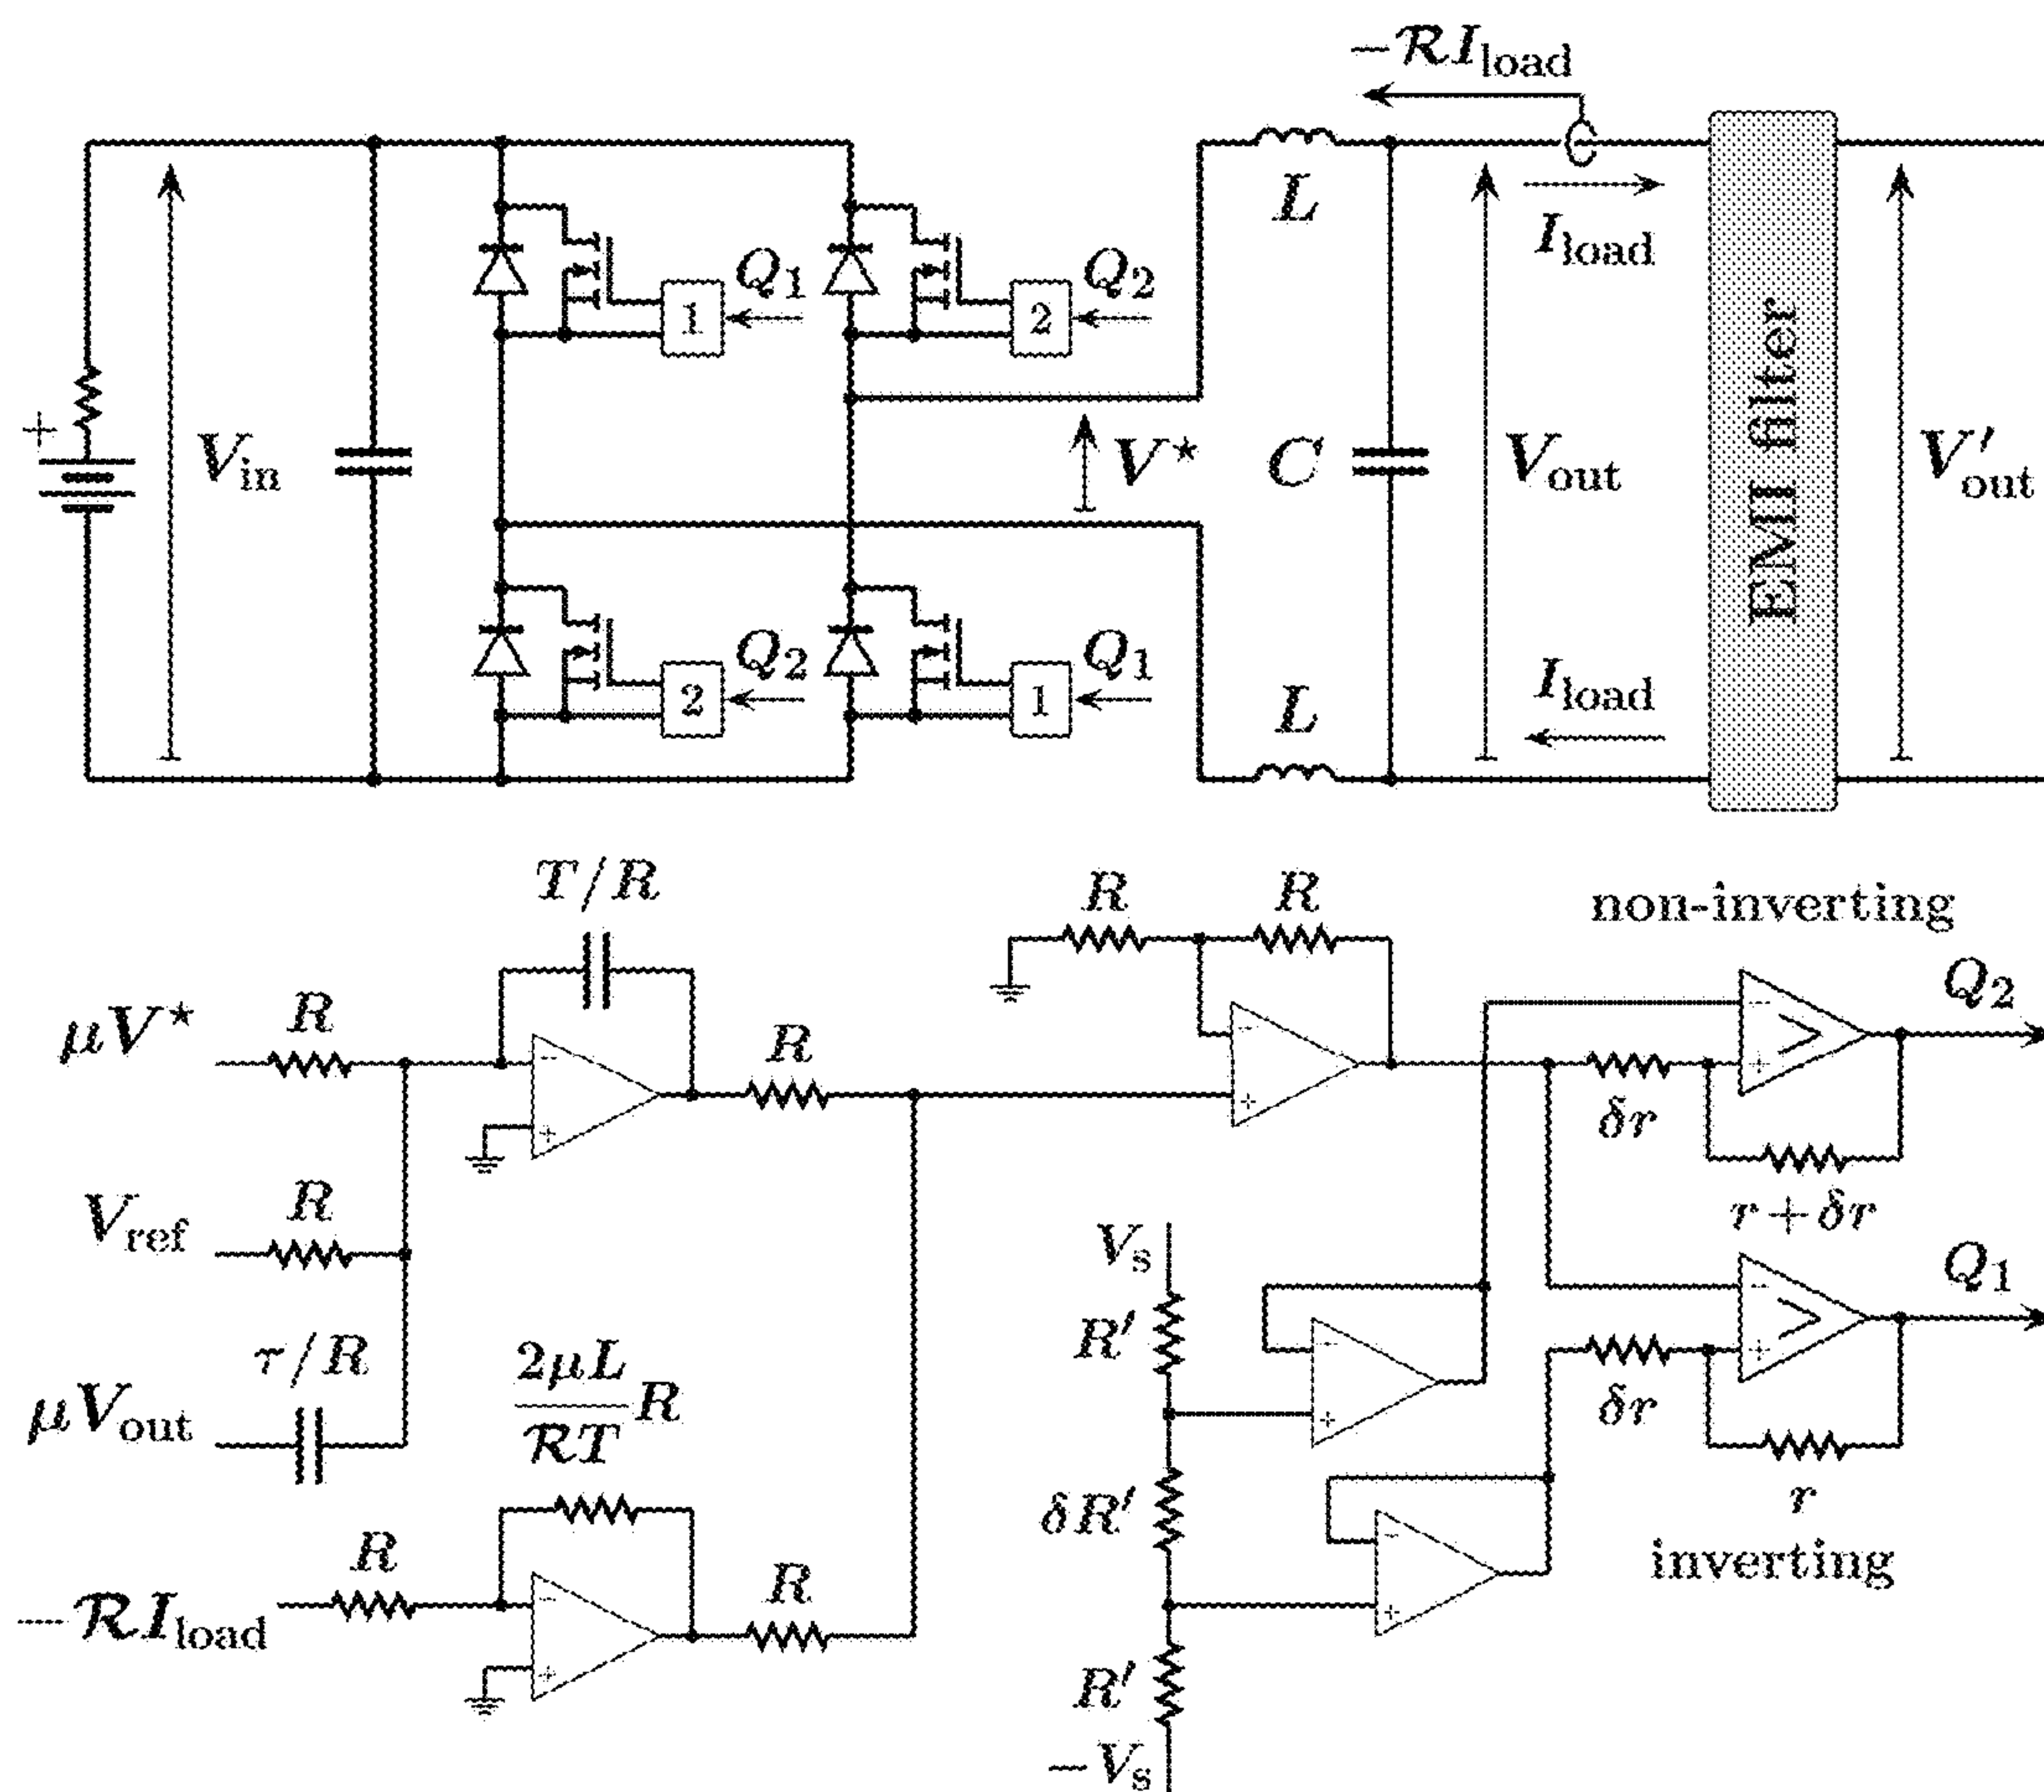 −ℛI_load
I_load
V_in
Q₁
Q₂
1
2
V⋆
L
C
V_out
EMI filter
V′_out
Q₂
Q₁
2
1
L
I_load
T/R
R
R
non-inverting
Q₂
μV⋆
R
R
δr
r+δr
V_ref
R
V_s
Q₁
R′
μV_out
τ/R
2μL/ℛT R
δr
r
δR′
inverting
−ℛI_load
R
R
R′
−V_s